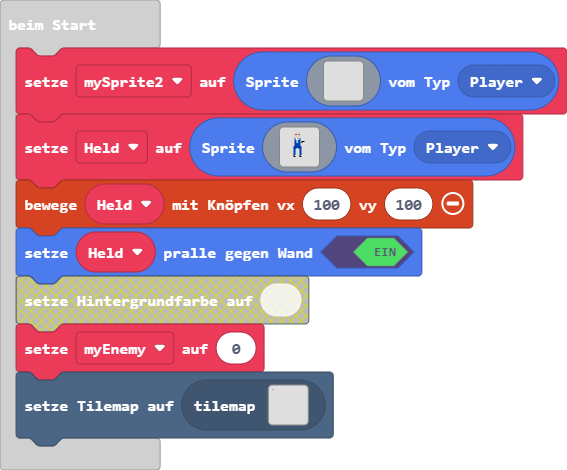 beim Start
setze mySprite2 auf Sprite vom Typ Player
setze Held auf Sprite vom Typ Player
bewege Held mit Knöpfen vx 100 vy 100
setze Held pralle gegen Wand EIN
setze Hintergrundfarbe auf
setze myEnemy auf 0
setze Tilemap auf tilemap